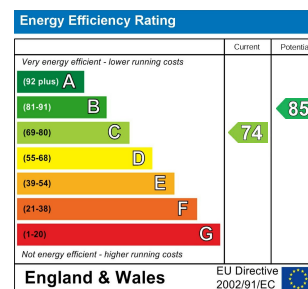 Energy Efficiency Rating
Current Potentia
Very energy efficient - lower running costs
(92 plus) A
(81-91) B
85
(69-80) C
74
(55-68) D
(39-54) E
(21-38) F
(1-20) G
Not energy efficient - higher running costs
England & Wales
EU Directive
2002/91/EC